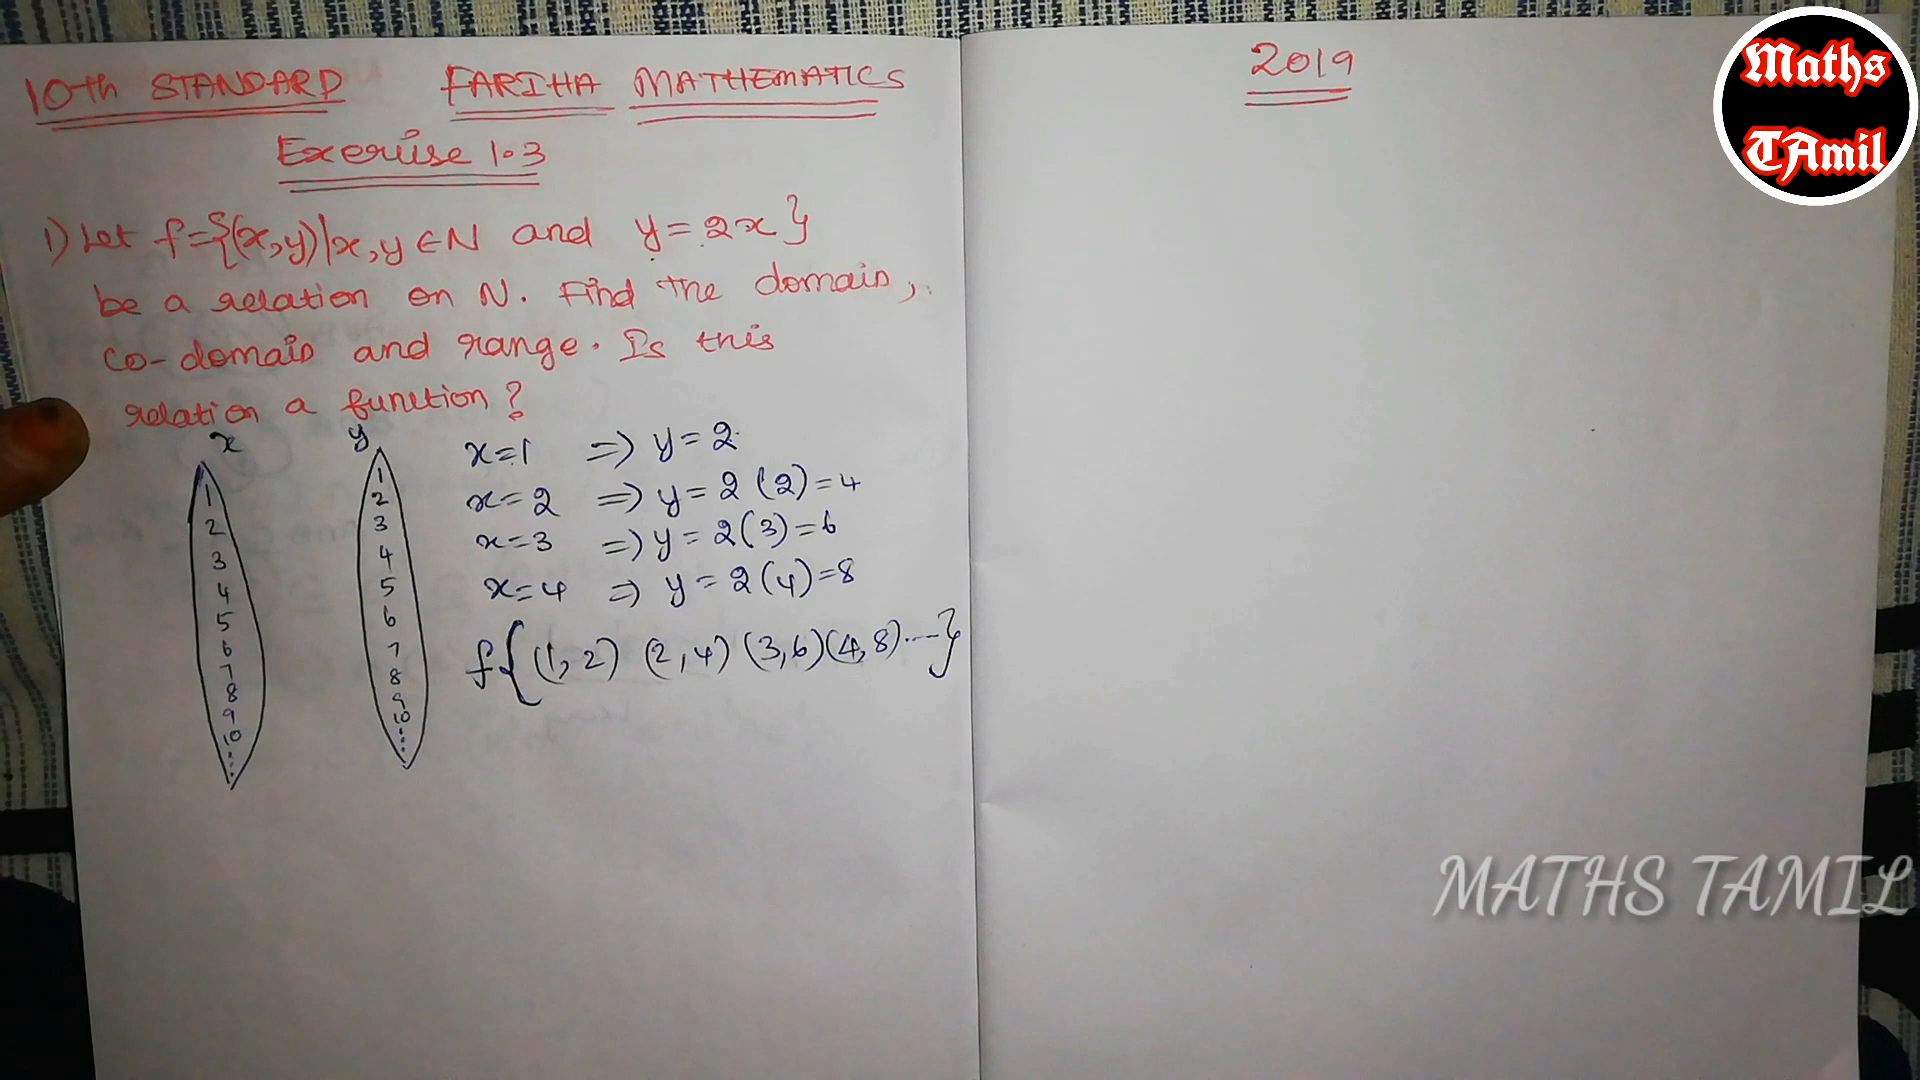 10th STANDARD FARIHA MATHEMATICS
Exercise 1.3
1) Let f={(x,y)|x,y ∈ N and y = 2x}
be a relation on N. Find the domain,
co-domain and range. Is this
relation a function?
x y
1
2
3
4
5
6
7
8
9
10
⋮
1
2
3
4
5
6
7
8
9
10
⋮
x=1 => y=2
x=2 => y=2(2)=4
x=3 => y=2(3)=6
x=4 => y=2(4)=8
f{(1,2) (2,4) (3,6)(4,8)....}
2019
Maths
TAmil
MATHS TAMIL